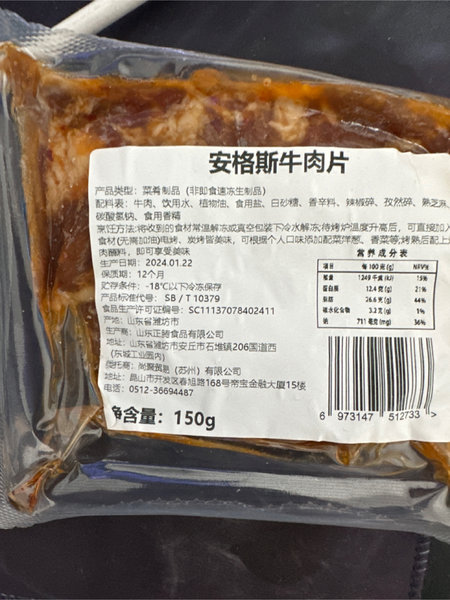 安格斯牛肉片
产品类型：菜肴制品（非即食速冻生制品）
配料表：牛肉、饮用水、植物油、食用盐、白砂糖、香辛料、辣椒碎、孜然碎、熟芝麻、
碳酸氢钠、食用香精
烹饪方法:将收到的食材常温解冻或真空包装下冷水解冻;待烤炉温度升高后，可直接加入
食材(无需加油)电烤、炭烤皆美味，可根据个人口味添加配菜洋葱、香菜等;烤熟后配上
肉蘸料，即可享受美味
生产日期：2024.01.22
保质期：12个月
贮存条件：-18℃以下冷冻保存
产品标准代号：SB / T 10379
食品生产许可证编号：SC11137078402411
产地：山东省潍坊市
生产商：山东正腾食品有限公司
地址：山东省潍坊市安丘市石堆镇206国道西
(东城工业园内)
委托商：尚聚贸易（苏州）有限公司
地址：昆山市开发区春旭路168号帝宝金融大厦15楼
电话：0512-36694487
净含量：150g
营养成分表
项目 每100克(g) NRV%
能量 1249千焦(kJ) 15%
蛋白质 12.4克(g) 21%
脂肪 26.6克(g) 44%
碳水化合物 3.2克(g) 1%
钠 711毫克(mg) 36%
6 973147 512733 >